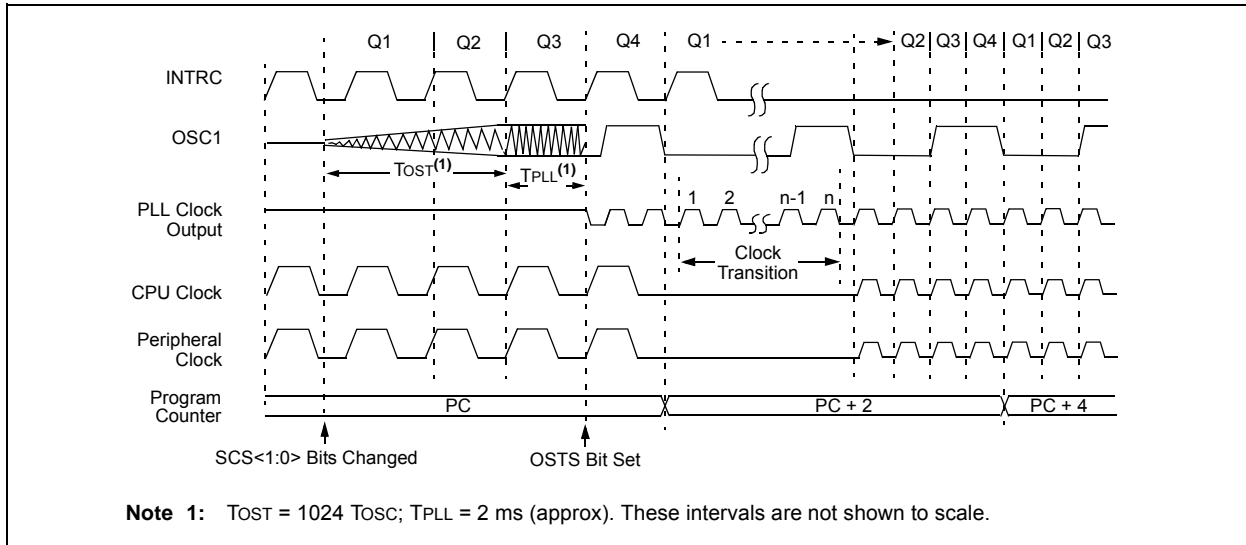 Q1 Q2 Q3 Q4 Q1 Q2 Q3 Q4 Q1 Q2 Q3
INTRC
OSC1
TOST(1) TPLL(1)
1 2 n-1 n
PLL Clock
Output
Clock
Transition
CPU Clock
Peripheral
Clock
Program
Counter
PC PC + 2 PC + 4
SCS<1:0> Bits Changed OSTS Bit Set
Note 1: TOST = 1024 TOSC; TPLL = 2 ms (approx). These intervals are not shown to scale.